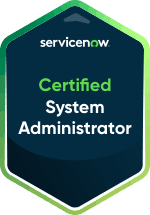 servicenow.
Certified
System
Administrator